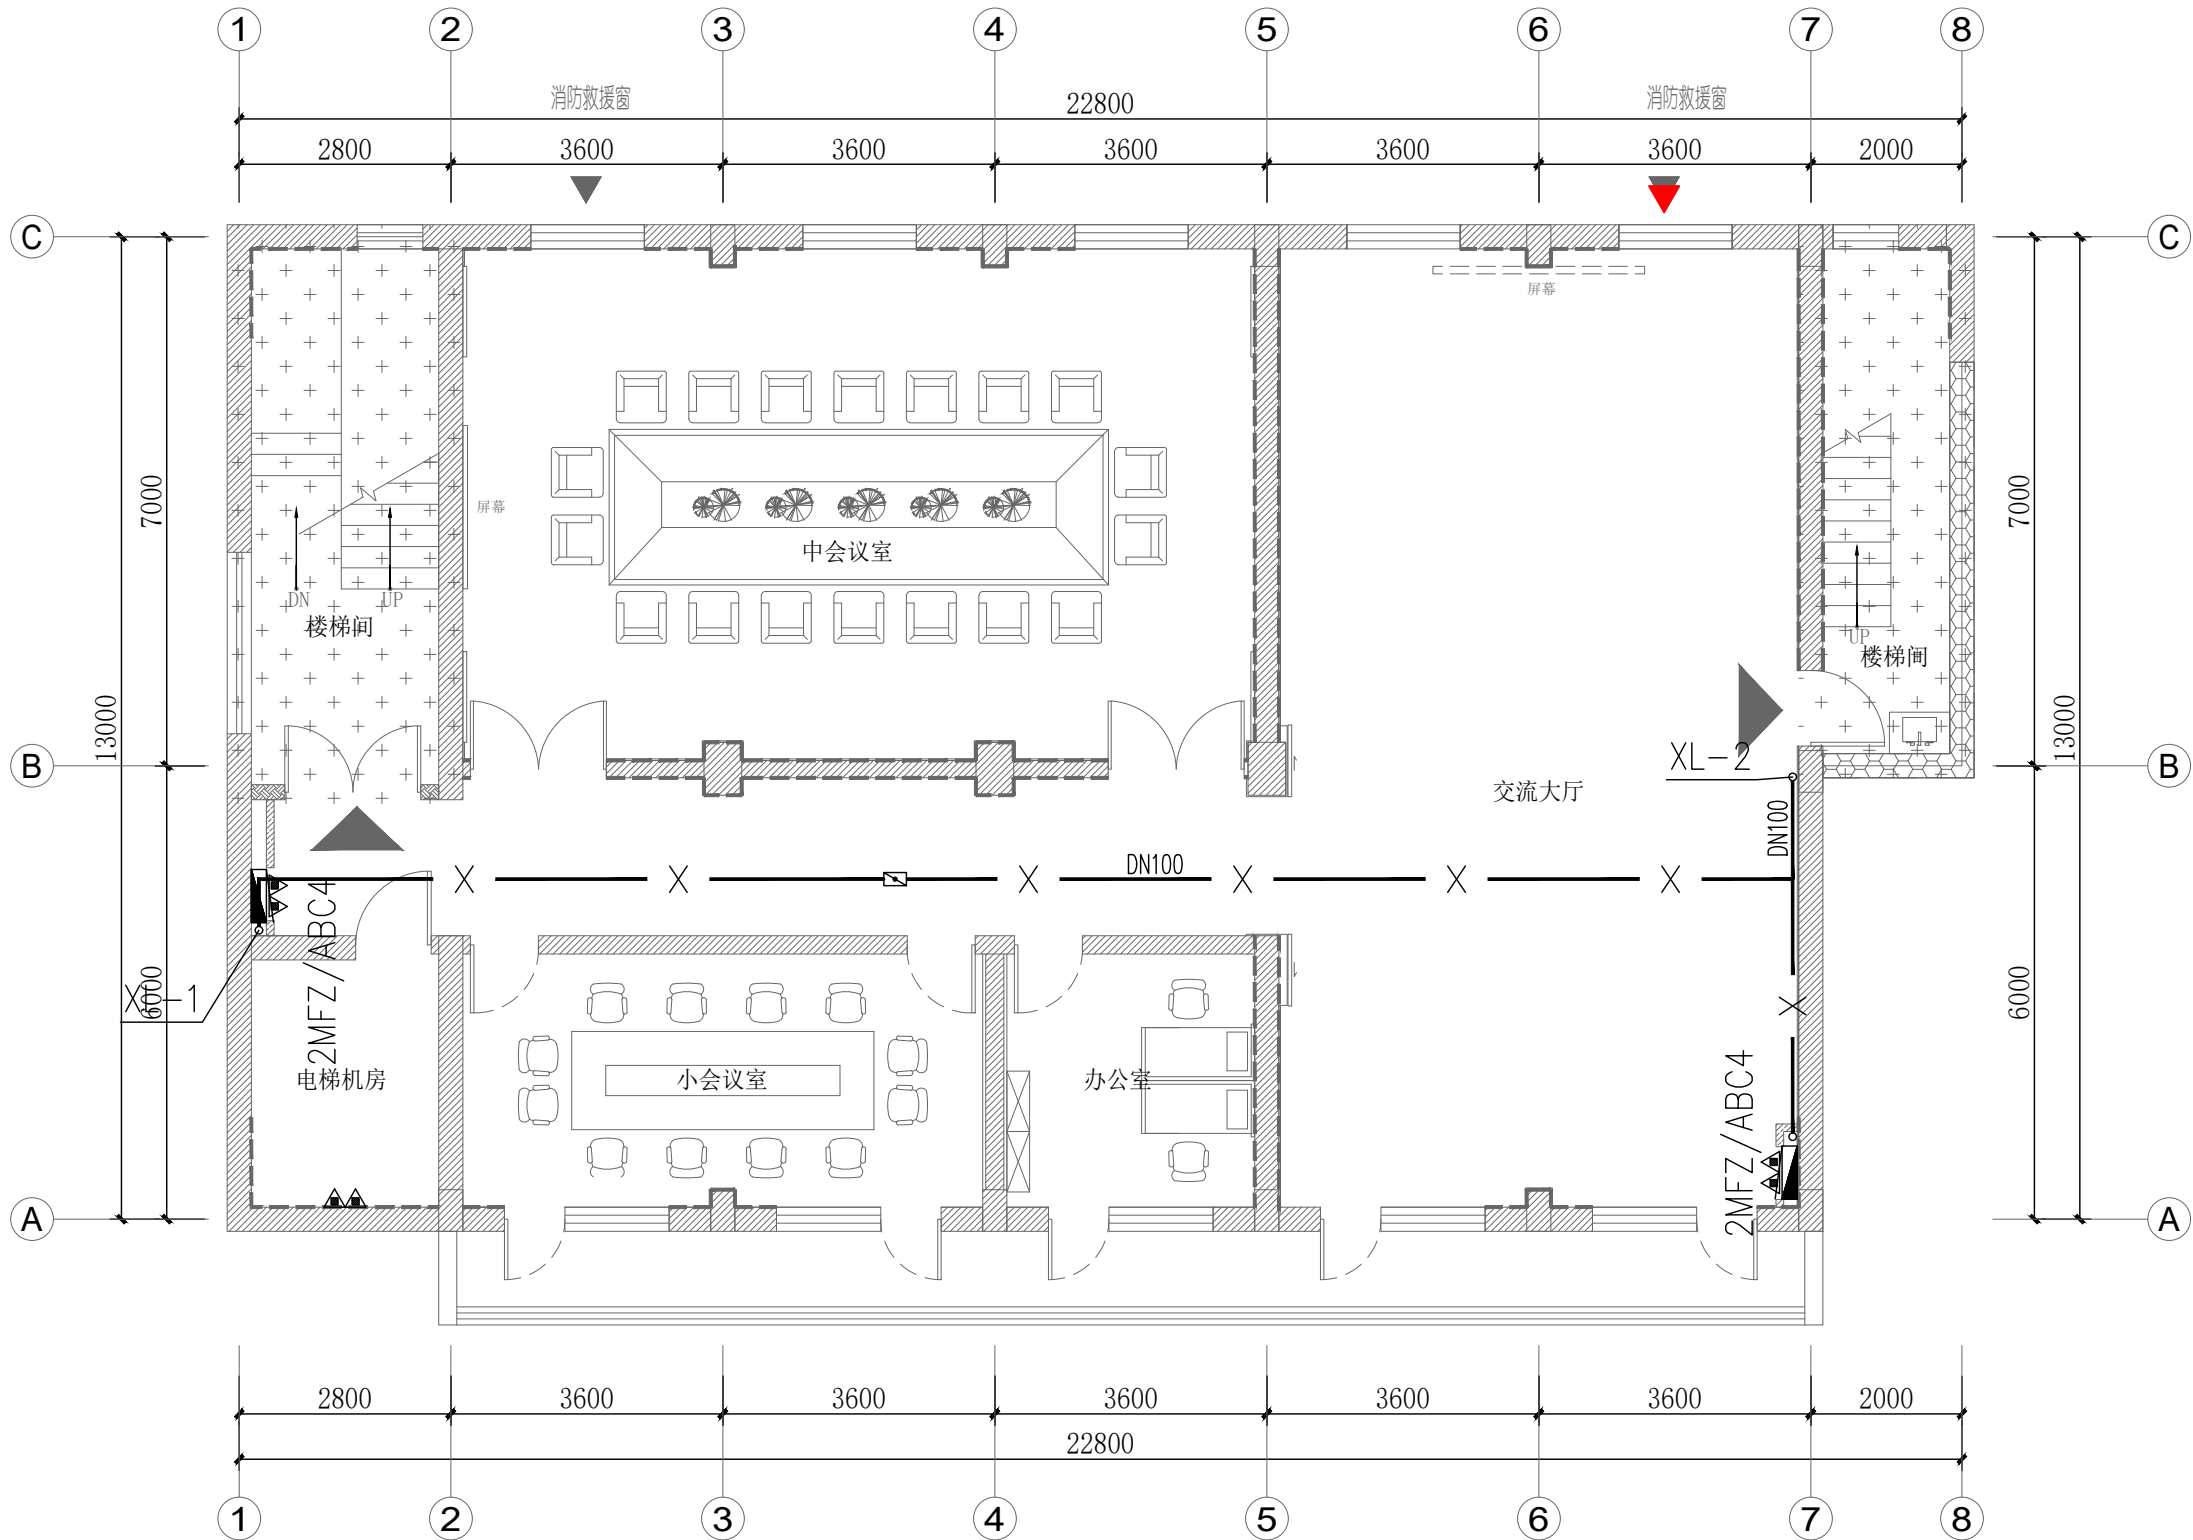 1 2 3 4 5 6 7 8
消防救援窗 消防救援窗
22800
2800 3600 3600 3600 3600 3600 2000
C C
屏幕
7000 7000
屏幕
中会议室
DN UP
楼梯间
UP
楼梯间
13000 13000
B B
XL-2
交流大厅
DN100
DN100
2MFZ/ABC4
6000 6000
电梯机房
小会议室
办公室
2MFZ/ABC4
A A
2800 3600 3600 3600 3600 3600 2000
22800
1 2 3 4 5 6 7 8